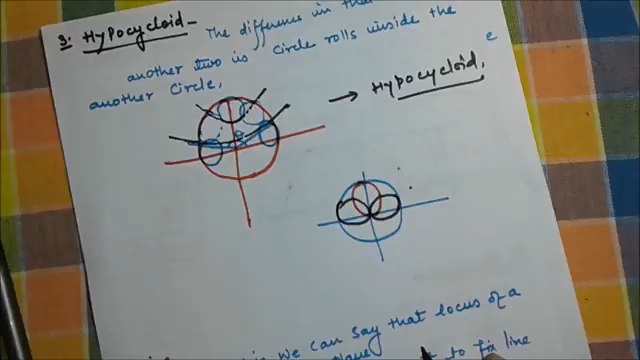 3. Hypocycloid - The difference in
another two is circle rolls inside the
another circle,
→ Hypocycloid,
we can say that locus of a
to fix line